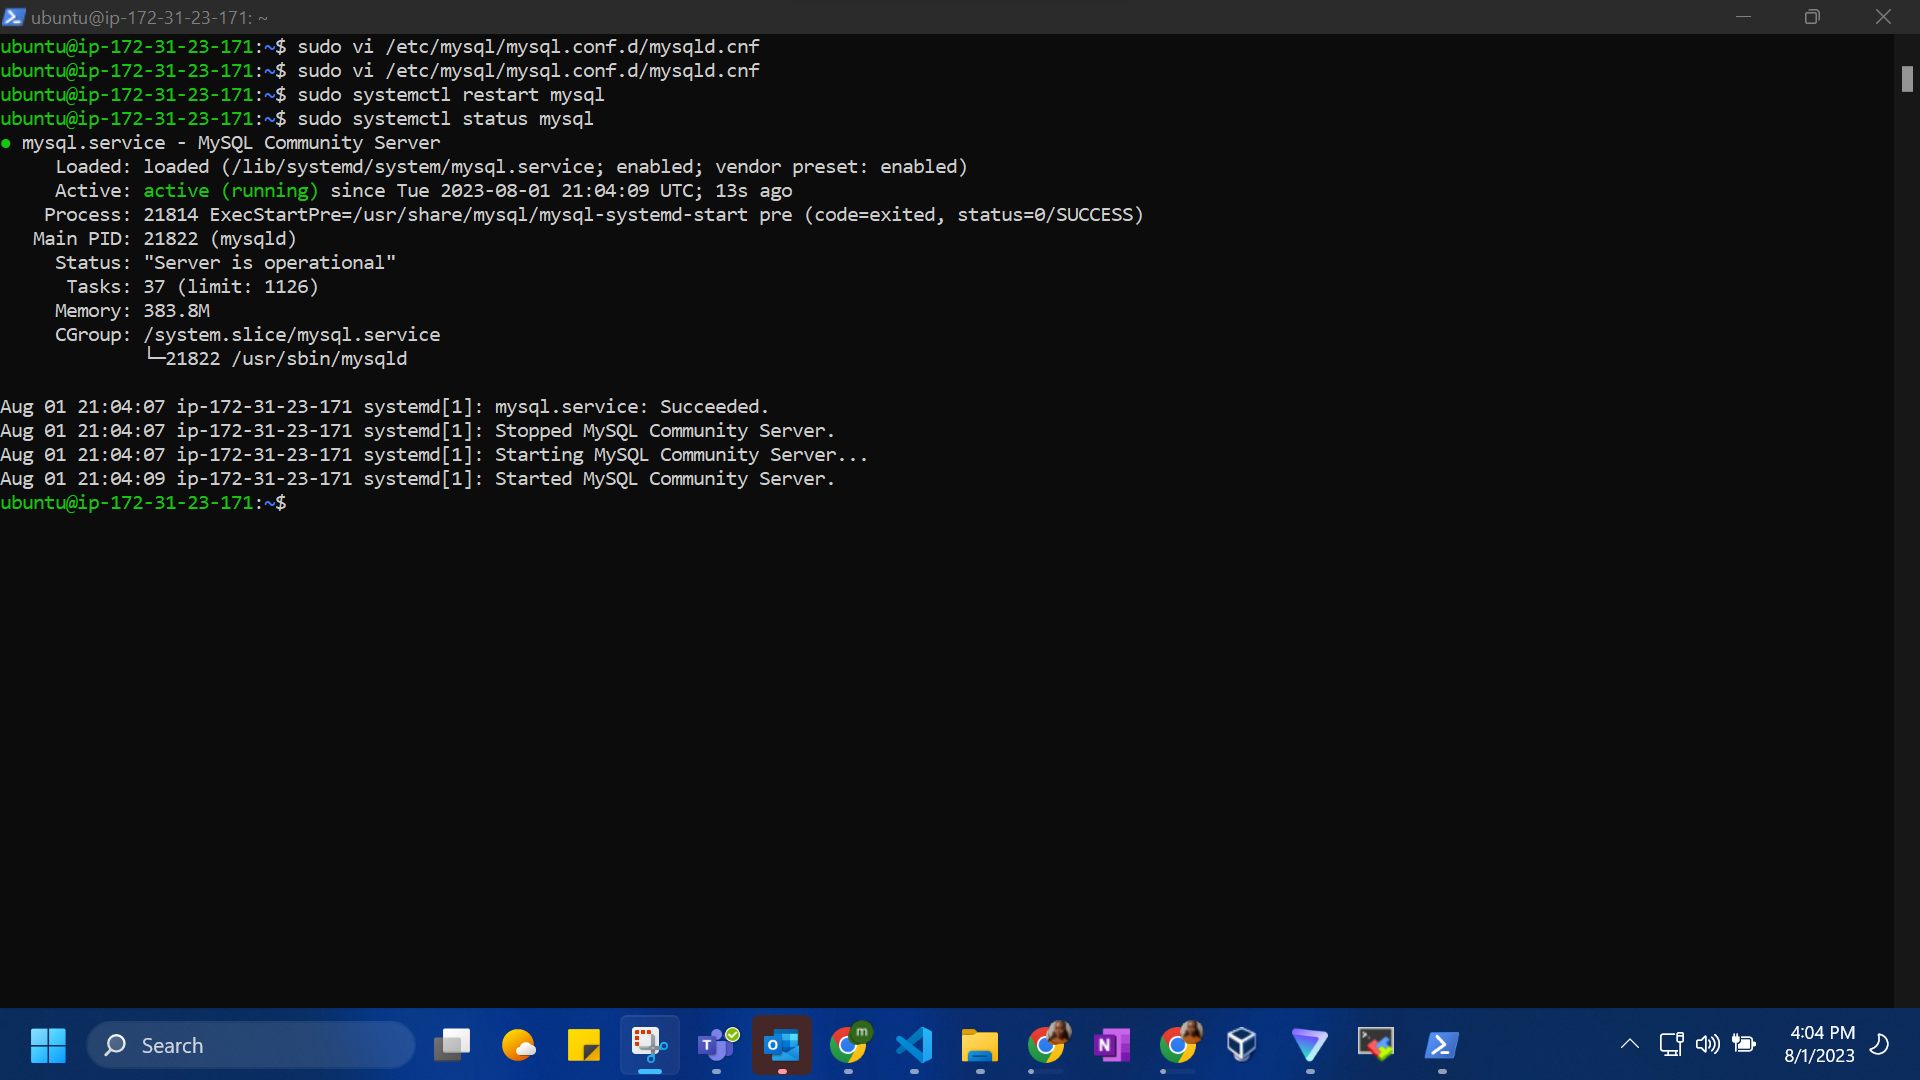 ubuntu@ip-172-31-23-171: ~
ubuntu@ip-172-31-23-171:~$ sudo vi /etc/mysql/mysql.conf.d/mysqld.cnf
ubuntu@ip-172-31-23-171:~$ sudo vi /etc/mysql/mysql.conf.d/mysqld.cnf
ubuntu@ip-172-31-23-171:~$ sudo systemctl restart mysql
ubuntu@ip-172-31-23-171:~$ sudo systemctl status mysql
● mysql.service - MySQL Community Server
     Loaded: loaded (/lib/systemd/system/mysql.service; enabled; vendor preset: enabled)
     Active: active (running) since Tue 2023-08-01 21:04:09 UTC; 13s ago
    Process: 21814 ExecStartPre=/usr/share/mysql/mysql-systemd-start pre (code=exited, status=0/SUCCESS)
   Main PID: 21822 (mysqld)
     Status: "Server is operational"
      Tasks: 37 (limit: 1126)
     Memory: 383.8M
     CGroup: /system.slice/mysql.service
             └─21822 /usr/sbin/mysqld
Aug 01 21:04:07 ip-172-31-23-171 systemd[1]: mysql.service: Succeeded.
Aug 01 21:04:07 ip-172-31-23-171 systemd[1]: Stopped MySQL Community Server.
Aug 01 21:04:07 ip-172-31-23-171 systemd[1]: Starting MySQL Community Server...
Aug 01 21:04:09 ip-172-31-23-171 systemd[1]: Started MySQL Community Server.
ubuntu@ip-172-31-23-171:~$
Search
4:04 PM
8/1/2023